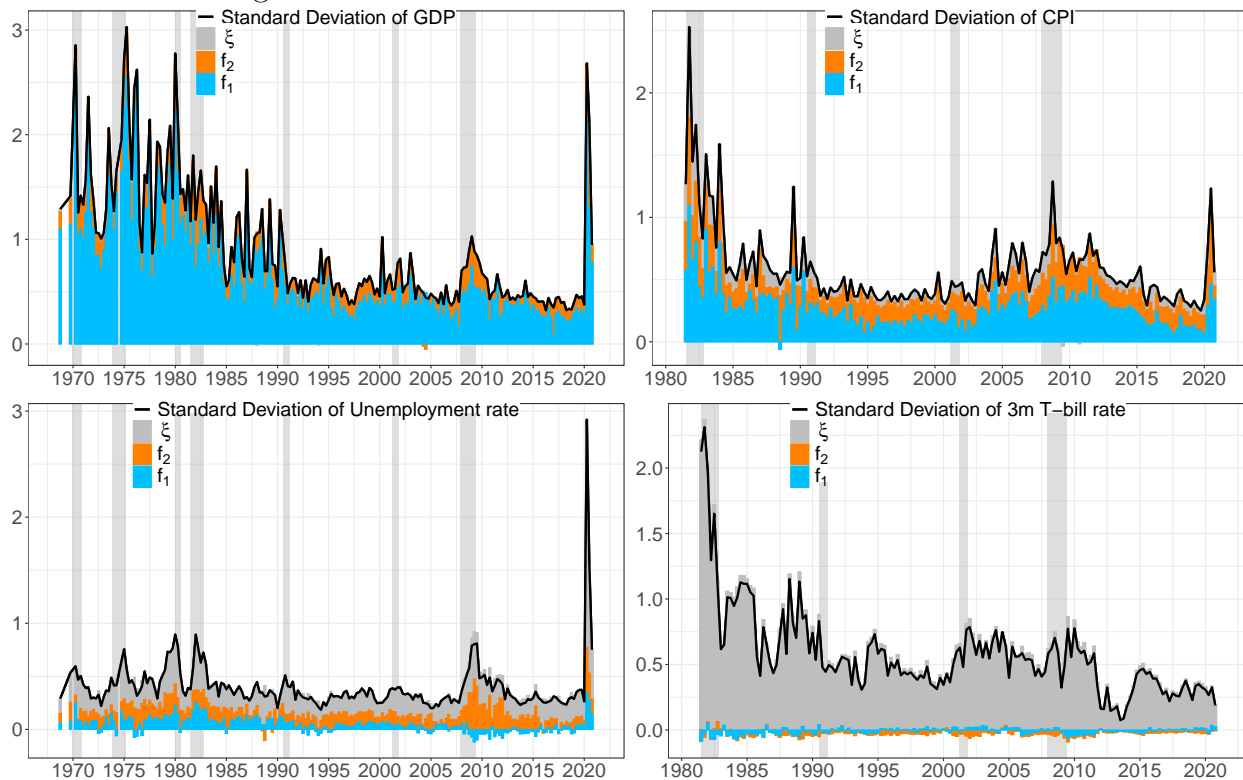 Standard Deviation of GDP
ξ
f2
f1
3
2
1
0
1970 1975 1980 1985 1990 1995 2000 2005 2010 2015 2020
Standard Deviation of CPI
ξ
f2
f1
2
1
0
1980 1985 1990 1995 2000 2005 2010 2015 2020
Standard Deviation of Unemployment rate
ξ
f2
f1
3
2
1
0
1970 1975 1980 1985 1990 1995 2000 2005 2010 2015 2020
Standard Deviation of 3m T−bill rate
ξ
f2
f1
2.0
1.5
1.0
0.5
0.0
1980 1985 1990 1995 2000 2005 2010 2015 2020